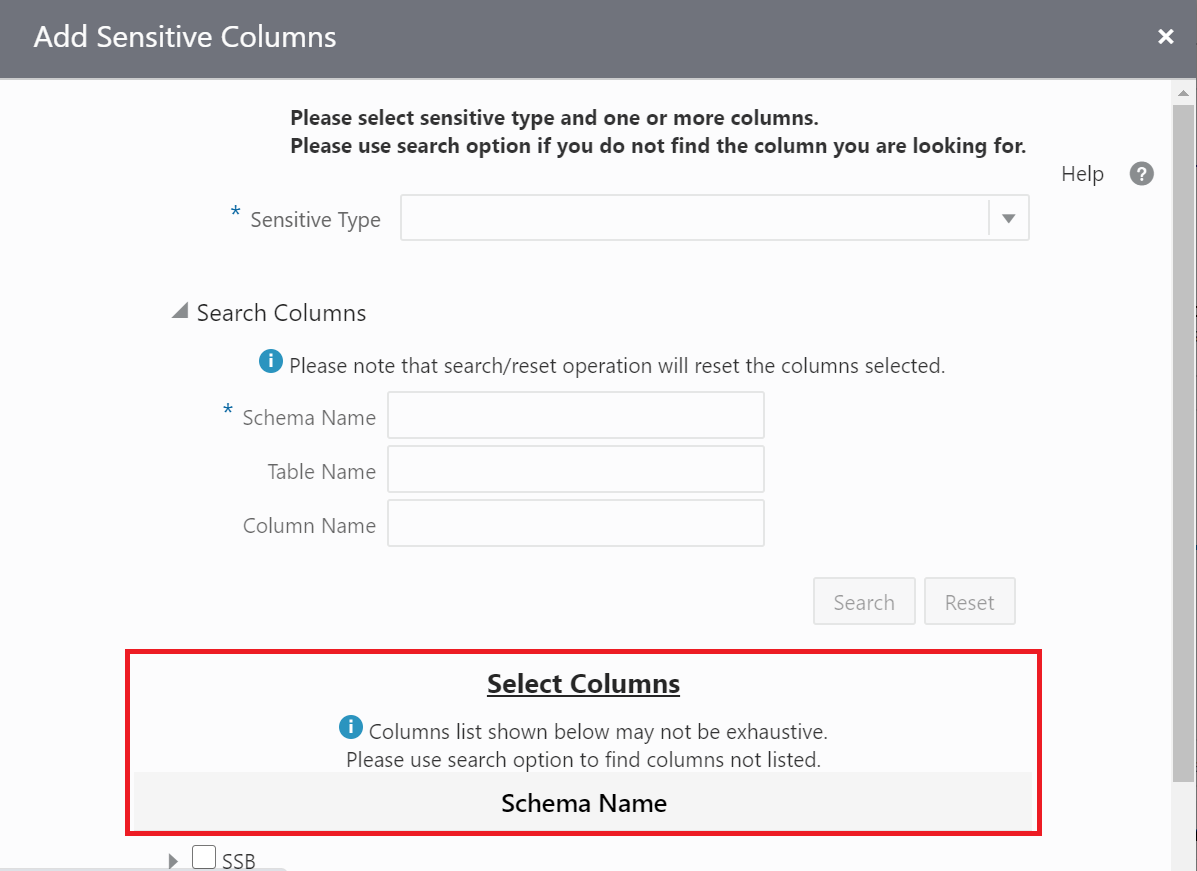 Add Sensitive Columns
Please select sensitive type and one or more columns.
Please use search option if you do not find the column you are looking for.
Help
* Sensitive Type
Search Columns
Please note that search/reset operation will reset the columns selected.
* Schema Name
Table Name
Column Name
Search Reset
Select Columns
Columns list shown below may not be exhaustive.
Please use search option to find columns not listed.
Schema Name
SSB